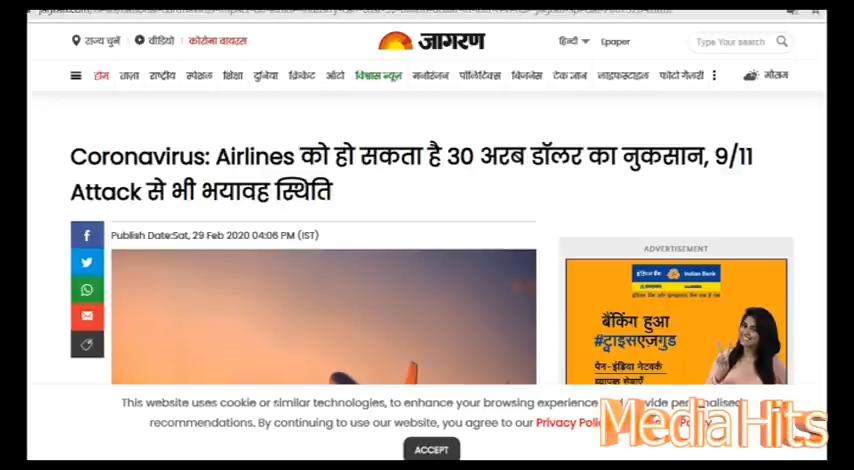 राज्य चुनें वीडियो कोरोना वायरस
जागरण
हिन्दी Epaper
Type Your search
होम ताज़ा राष्ट्रीय स्पेशल शिक्षा दुनिया क्रिकेट ऑटो विश्वास न्यूज़ मनोरंजन पॉलिटिक्स बिजनेस टेक ज्ञान लाइफस्टाइल फोटो गैलरी मौसम
Coronavirus: Airlines को हो सकता है 30 अरब डॉलर का नुकसान, 9/11
Attack से भी भयावह स्थिति
Publish Date:Sat, 29 Feb 2020 04:06 PM (IST)
ADVERTISEMENT
इंडियन बैंक Indian Bank
बैंकिंग हुआ
#ट्वाइसएज़गुड
पैन-इंडिया नेटवर्क
This website uses cookie or similar technologies, to enhance your browsing experience
recommendations. By continuing to use our website, you agree to our Privacy
ACCEPT
MediaHits